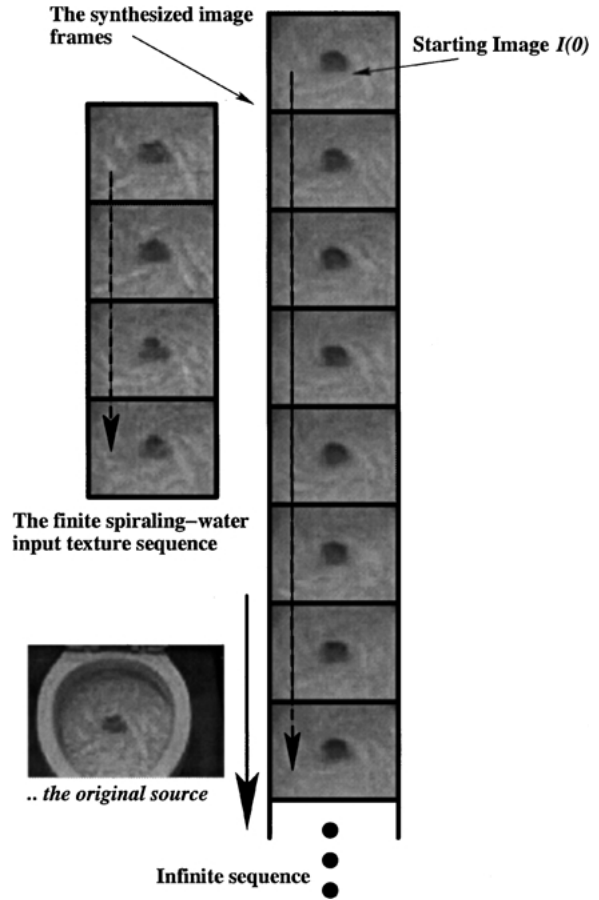 The synthesized image
frames
Starting Image I(0)
The finite spiraling–water
input texture sequence
.. the original source
Infinite sequence